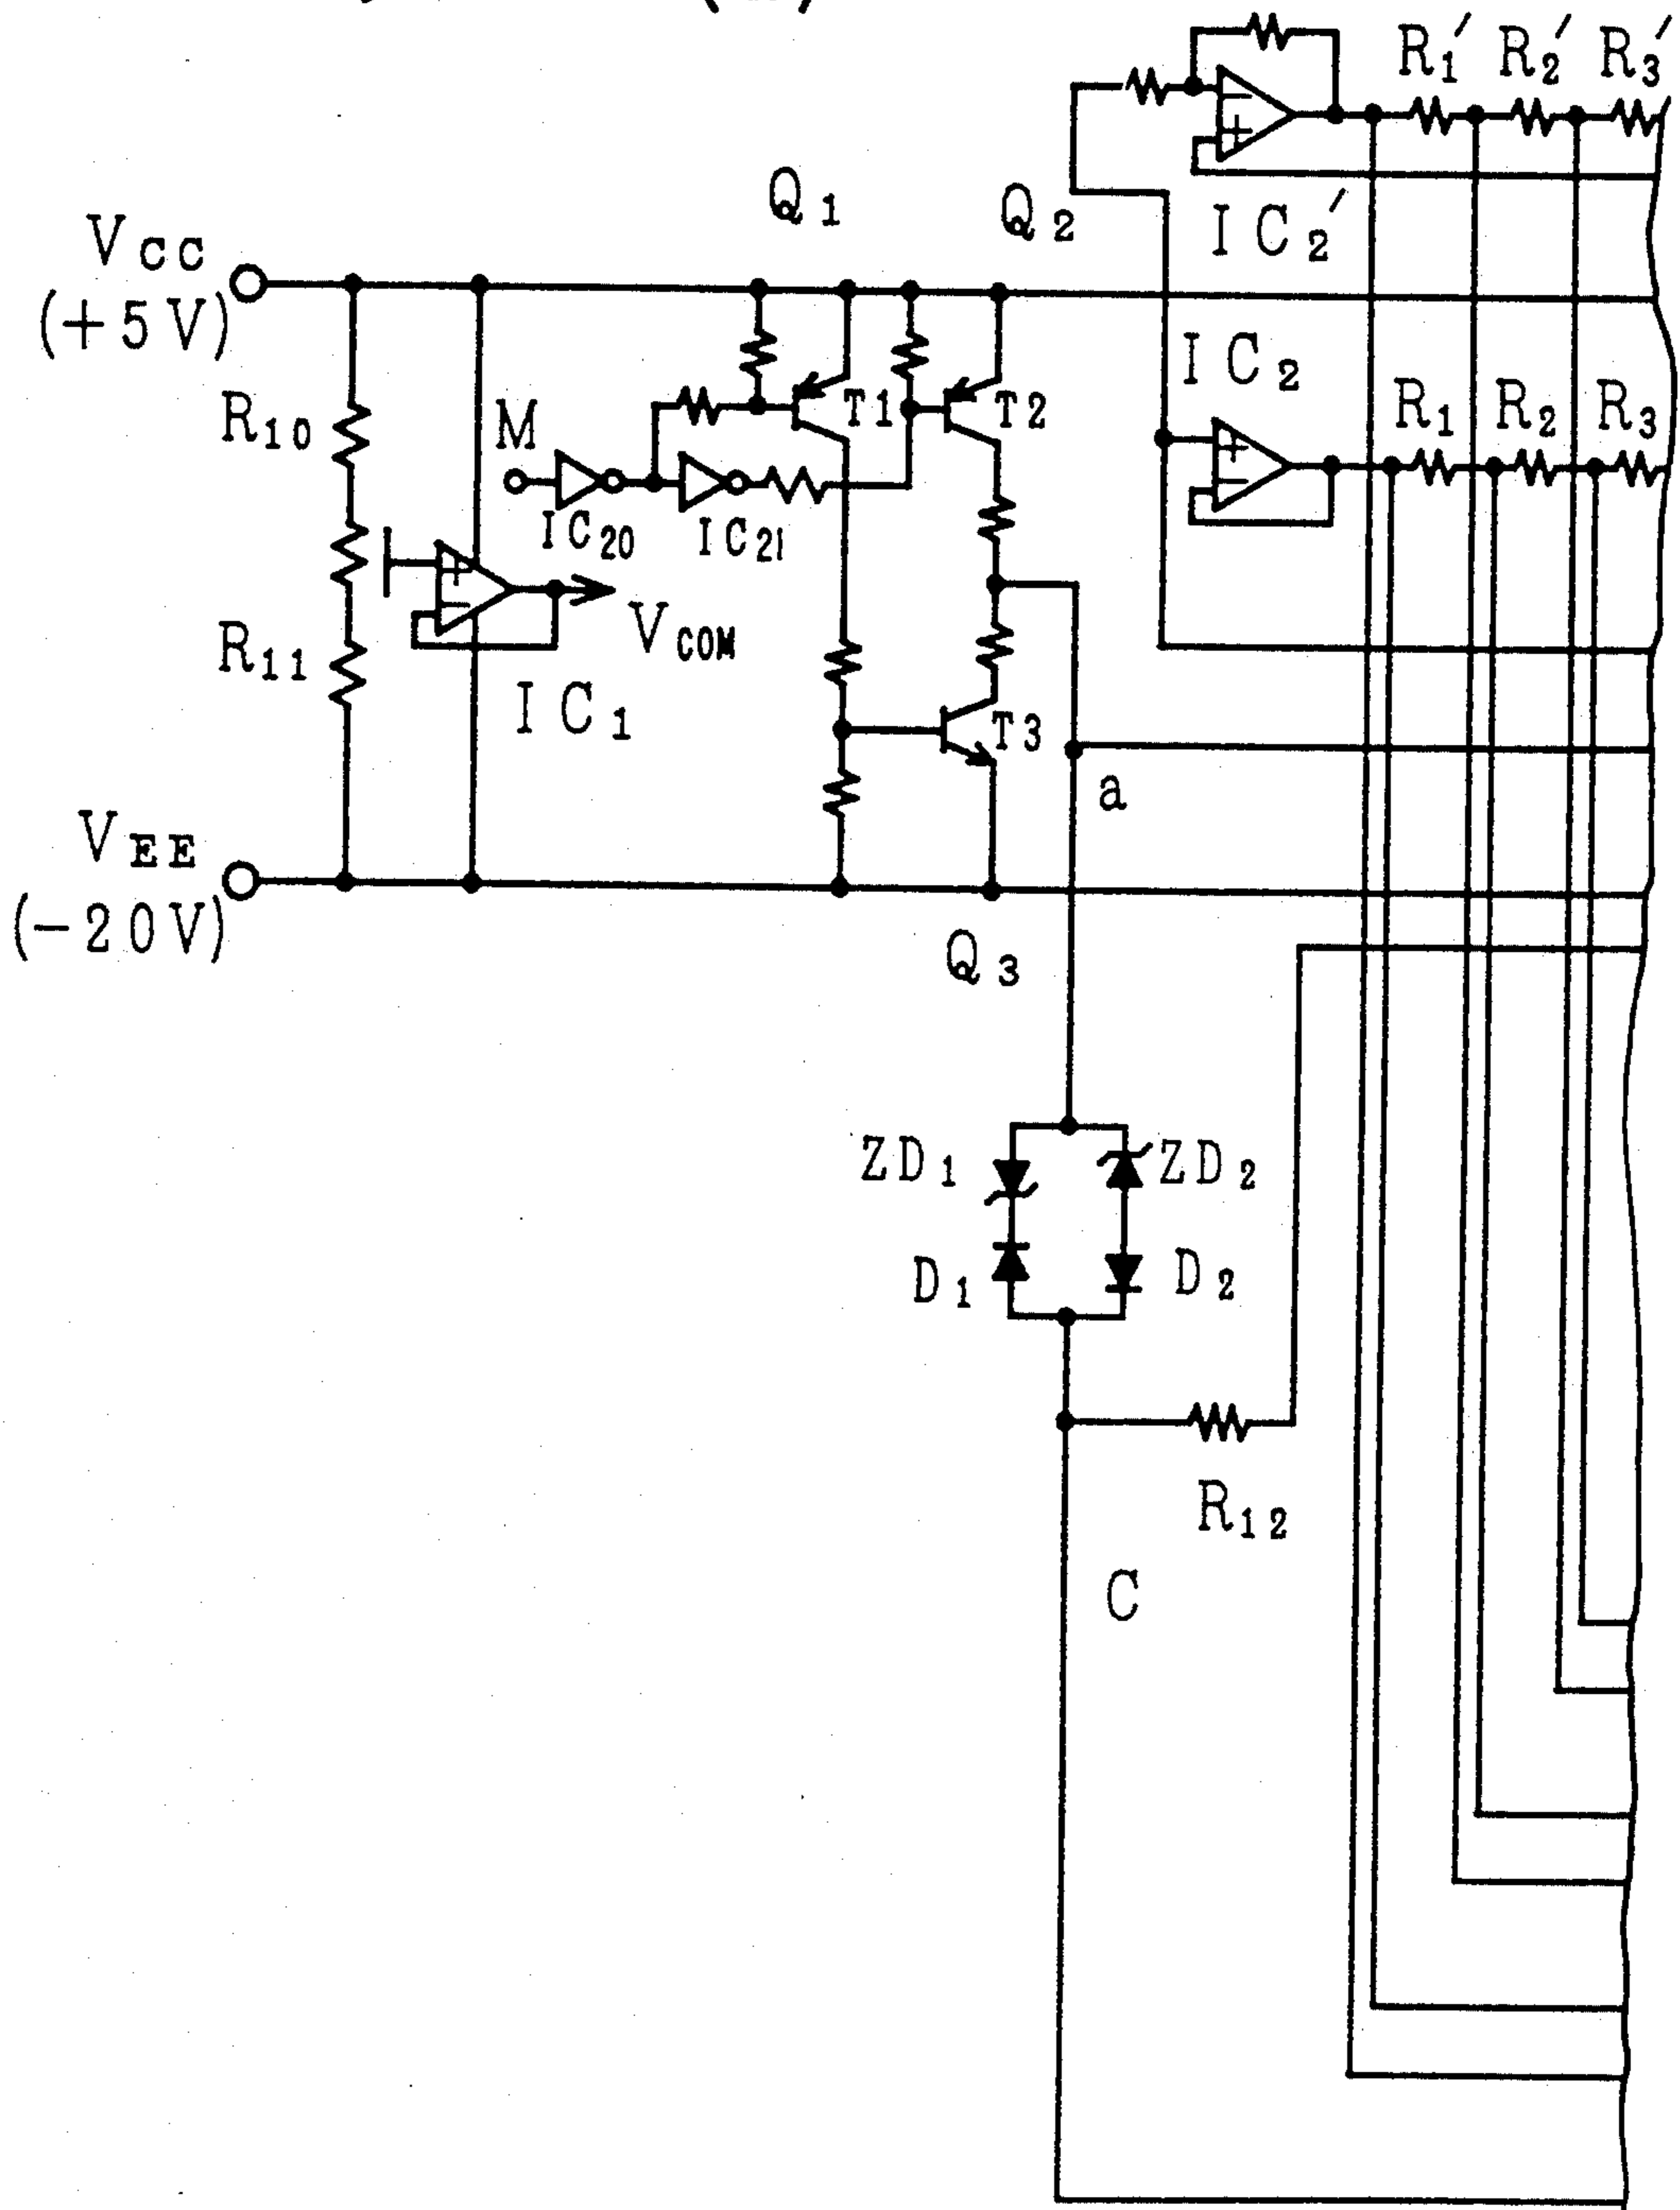 R1′ R2′ R3′
Q1
Q2
IC2′
VCC
(+5V)
IC2
R1 R2 R3
T1
T2
R10
M
IC20
IC21
VCOM
R11
IC1
T3
a
VEE
(-20V)
Q3
ZD1
ZD2
D1
D2
R12
C
+
−
+
−
+
−